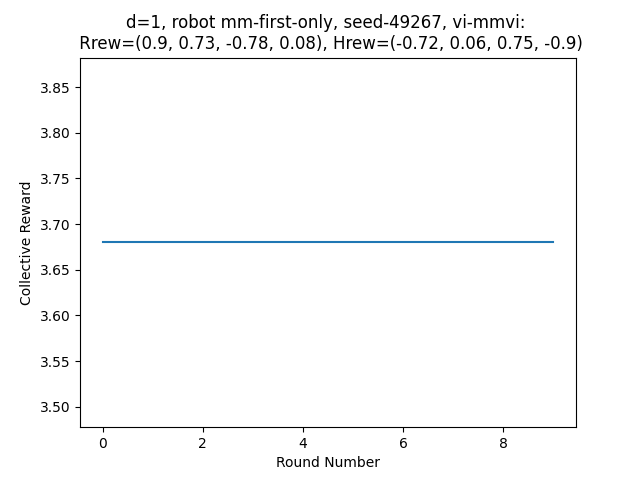 d=1, robot mm-first-only, seed-49267, vi-mmvi:
Rrew=(0.9, 0.73, -0.78, 0.08), Hrew=(-0.72, 0.06, 0.75, -0.9)
3.85
3.80
3.75
3.70
3.65
3.60
3.55
3.50
Collective Reward
0 2 4 6 8
Round Number